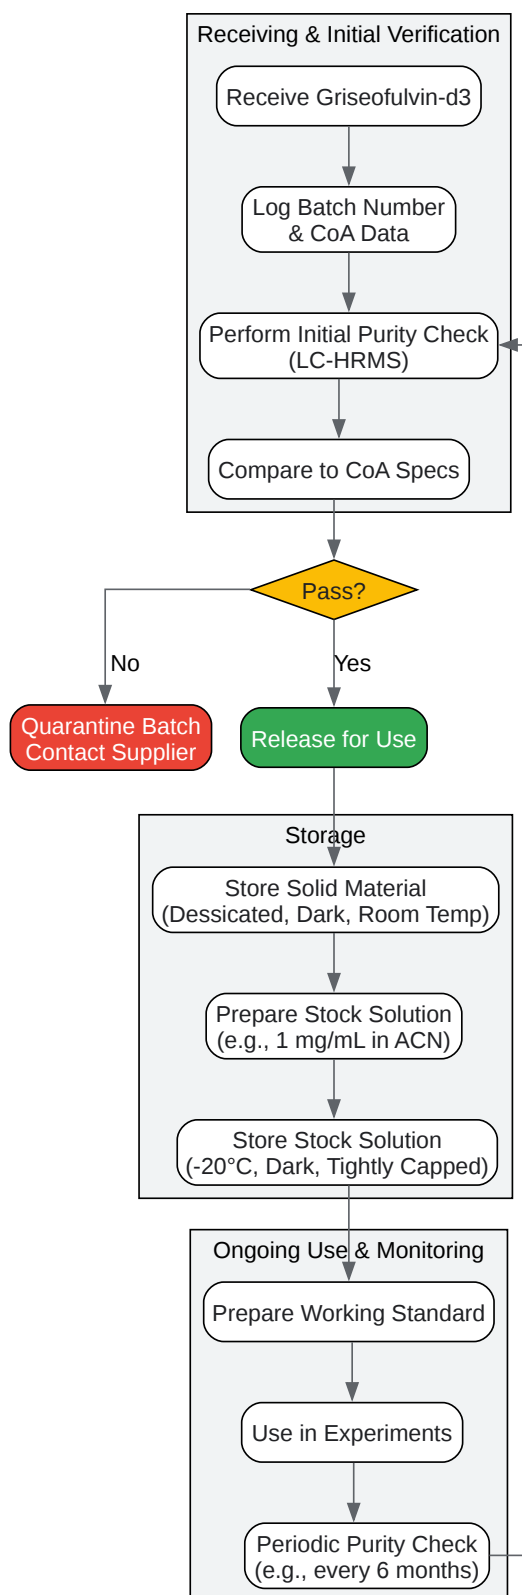 Receiving & Initial Verification
Receive Griseofulvin-d3
Log Batch Number
& CoA Data
Perform Initial Purity Check
(LC-HRMS)
Compare to CoA Specs
Pass?
No
Yes
Quarantine Batch
Contact Supplier
Release for Use
Storage
Store Solid Material
(Dessicated, Dark, Room Temp)
Prepare Stock Solution
(e.g., 1 mg/mL in ACN)
Store Stock Solution
(-20°C, Dark, Tightly Capped)
Ongoing Use & Monitoring
Prepare Working Standard
Use in Experiments
Periodic Purity Check
(e.g., every 6 months)